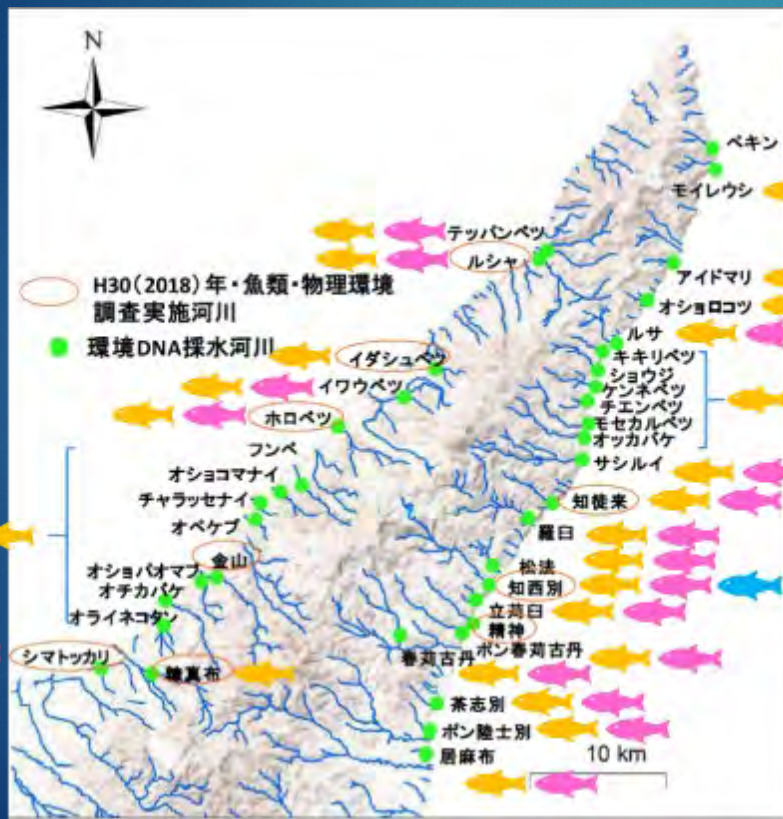 N
ペキン
モイレウシ
テッパンベツ
ルシャ
H30(2018)年・魚類・物理環境
調査実施河川
アイドマリ
オショロコツ
環境DNA採水河川
ルサ
イダシュベツ
キキリベツ
ショウジ
イワウベツ
ケンネベツ
チエンベツ
ホロベツ
モセカルベツ
オッカバケ
フンベ
サシルイ
オショコマナイ
チャラッセナイ
知徒来
オペケプ
羅臼
金山
松法
オショパオマブ
知西別
オチカバケ
立苅臼
オライネコタン
精神
シマトッカリ
春苅古丹
ポン春苅古丹
茶志別
ポン陸士別
10 km
居麻布